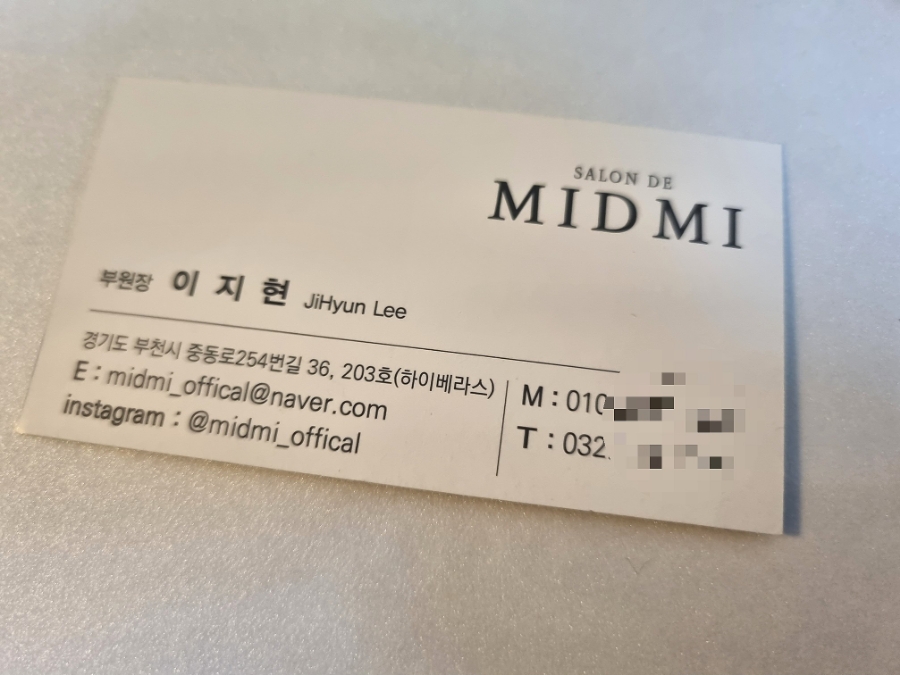 SALON DE
MIDMI
부원장 이 지 현 JiHyun Lee
경기도 부천시 중동로254번길 36, 203호(하이베라스)
E : midmi_offical@naver.com
instagram : @midmi_offical
M : 010
T : 032.